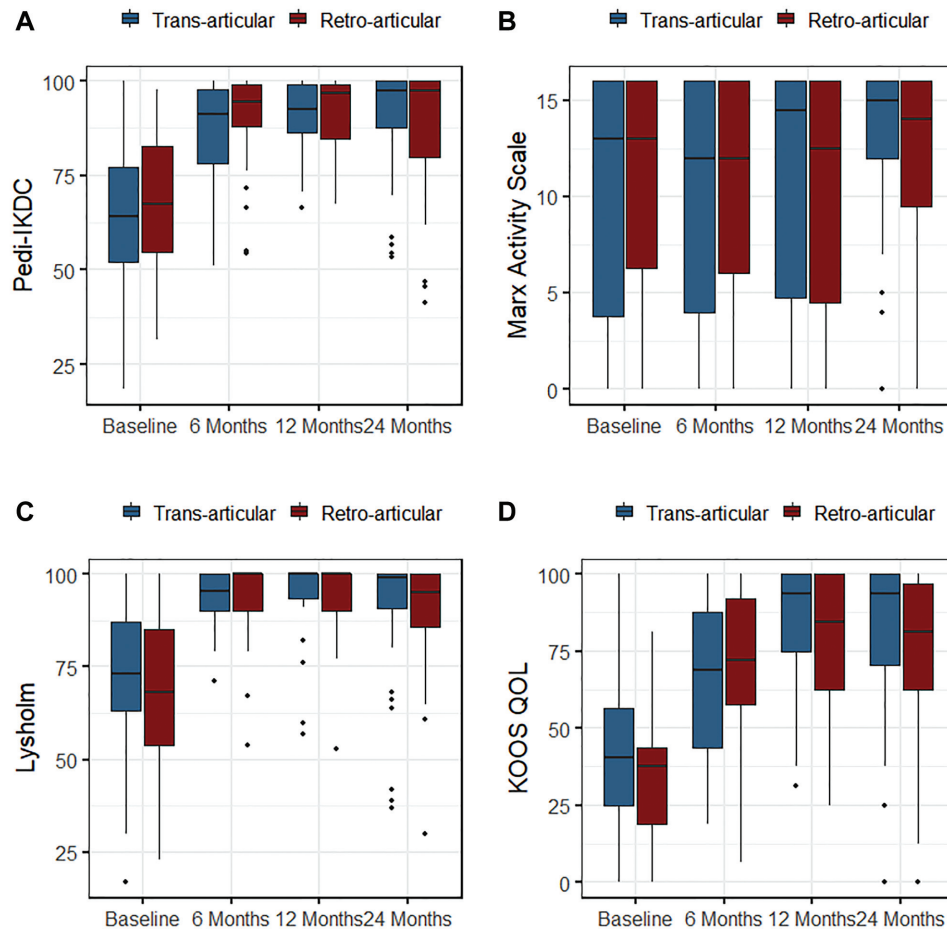 A
Trans-articular Retro-articular
Pedi-IKDC
100
75
50
25
Baseline 6 Months 12 Months 24 Months
B
Trans-articular Retro-articular
Marx Activity Scale
15
10
5
0
Baseline 6 Months 12 Months 24 Months
C
Trans-articular Retro-articular
Lysholm
100
75
50
25
Baseline 6 Months 12 Months 24 Months
D
Trans-articular Retro-articular
KOOS QOL
100
75
50
25
0
Baseline 6 Months 12 Months 24 Months